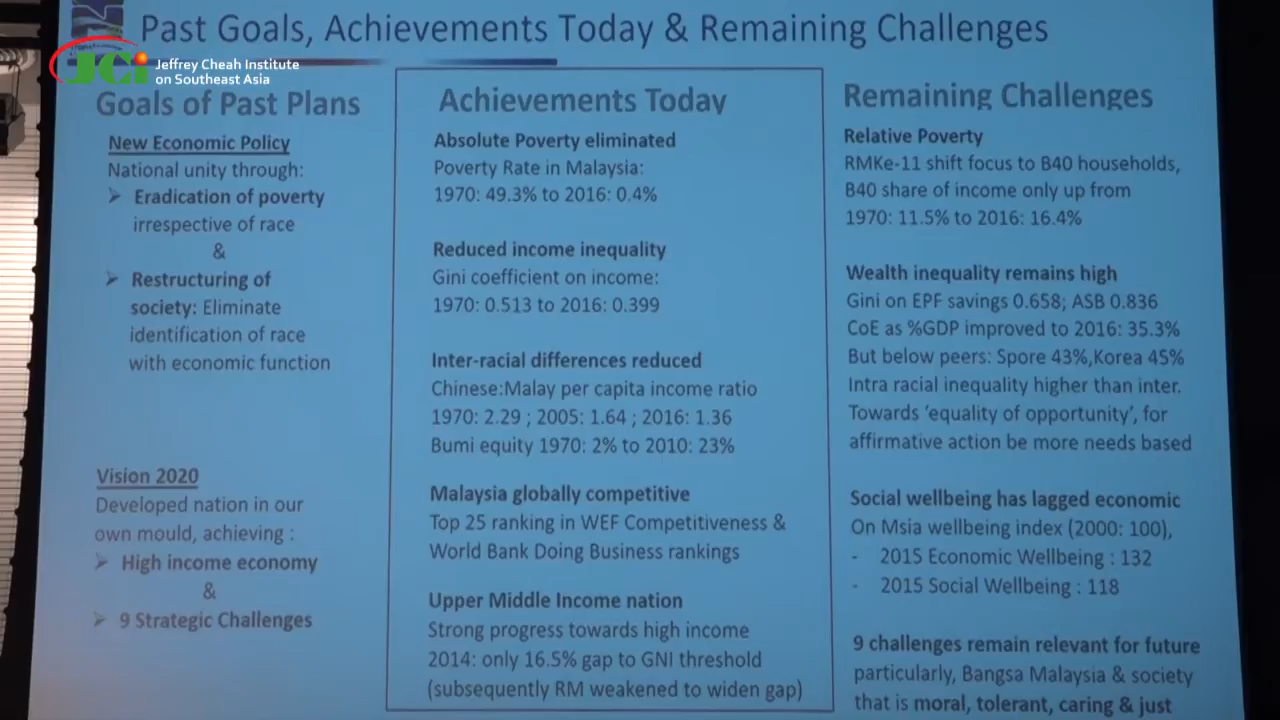 Past Goals, Achievements Today & Remaining Challenges
JCi
Jeffrey Cheah Institute
on Southeast Asia
Goals of Past Plans
New Economic Policy
National unity through:
➢ Eradication of poverty
irrespective of race
&
➢ Restructuring of
society: Eliminate
identification of race
with economic function
Vision 2020
Developed nation in our
own mould, achieving :
➢ High income economy
&
➢ 9 Strategic Challenges
Achievements Today
Absolute Poverty eliminated
Poverty Rate in Malaysia:
1970: 49.3% to 2016: 0.4%
Reduced income inequality
Gini coefficient on income:
1970: 0.513 to 2016: 0.399
Inter-racial differences reduced
Chinese:Malay per capita income ratio
1970: 2.29 ; 2005: 1.64 ; 2016: 1.36
Bumi equity 1970: 2% to 2010: 23%
Malaysia globally competitive
Top 25 ranking in WEF Competitiveness &
World Bank Doing Business rankings
Upper Middle Income nation
Strong progress towards high income
2014: only 16.5% gap to GNI threshold
(subsequently RM weakened to widen gap)
Remaining Challenges
Relative Poverty
RMKe-11 shift focus to B40 households,
B40 share of income only up from
1970: 11.5% to 2016: 16.4%
Wealth inequality remains high
Gini on EPF savings 0.658; ASB 0.836
CoE as %GDP improved to 2016: 35.3%
But below peers: Spore 43%,Korea 45%
Intra racial inequality higher than inter.
Towards ‘equality of opportunity’, for
affirmative action be more needs based
Social wellbeing has lagged economic
On Msia wellbeing index (2000: 100),
- 2015 Economic Wellbeing : 132
- 2015 Social Wellbeing : 118
9 challenges remain relevant for future
particularly, Bangsa Malaysia & society
that is moral, tolerant, caring & just